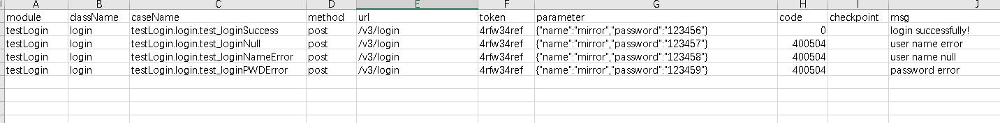 A B C D E F G H I J
module className caseName method url token parameter code checkpoint msg
testLogin login testLogin.login.test_loginSuccess post /v3/login 4rfw34ref {"name":"mirror","password":"123456"} 0 login successfully!
testLogin login testLogin.login.test_loginNull post /v3/login 4rfw34ref {"name":"mirror","password":"123457"} 400504 user name error
testLogin login testLogin.login.test_loginNameError post /v3/login 4rfw34ref {"name":"mirror","password":"123458"} 400504 user name null
testLogin login testLogin.login.test_loginPWDError post /v3/login 4rfw34ref {"name":"mirror","password":"123459"} 400504 password error